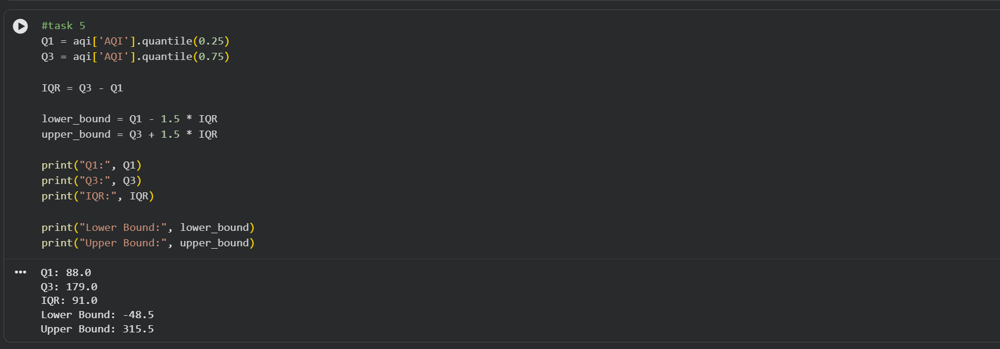 #task 5
Q1 = aqi['AQI'].quantile(0.25)
Q3 = aqi['AQI'].quantile(0.75)
IQR = Q3 - Q1
lower_bound = Q1 - 1.5 * IQR
upper_bound = Q3 + 1.5 * IQR
print("Q1:", Q1)
print("Q3:", Q3)
print("IQR:", IQR)
print("Lower Bound:", lower_bound)
print("Upper Bound:", upper_bound)
Q1: 88.0
Q3: 179.0
IQR: 91.0
Lower Bound: -48.5
Upper Bound: 315.5